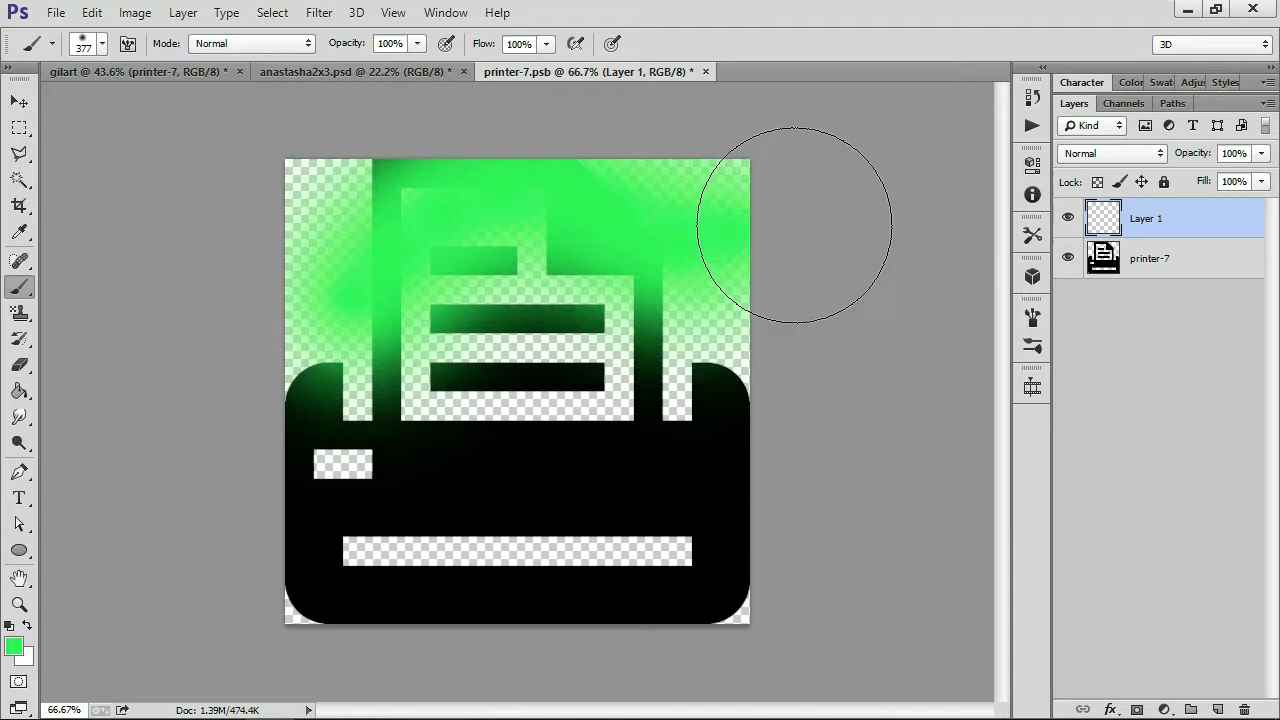 Ps File Edit Image Layer Type Select Filter 3D View Window Help
377 Mode: Normal Opacity: 100% Flow: 100% 3D
gilart @ 43.6% (printer-7, RGB/8) * × anastasha2x3.psd @ 22.2% (RGB/8) * × printer-7.psb @ 66.7% (Layer 1, RGB/8) * ×
Character Color Swat Adjus Styles
Layers Channels Paths
Kind
Normal Opacity: 100%
Lock: Fill: 100%
Layer 1
printer-7
66.67% Doc: 1.39M/474.4K